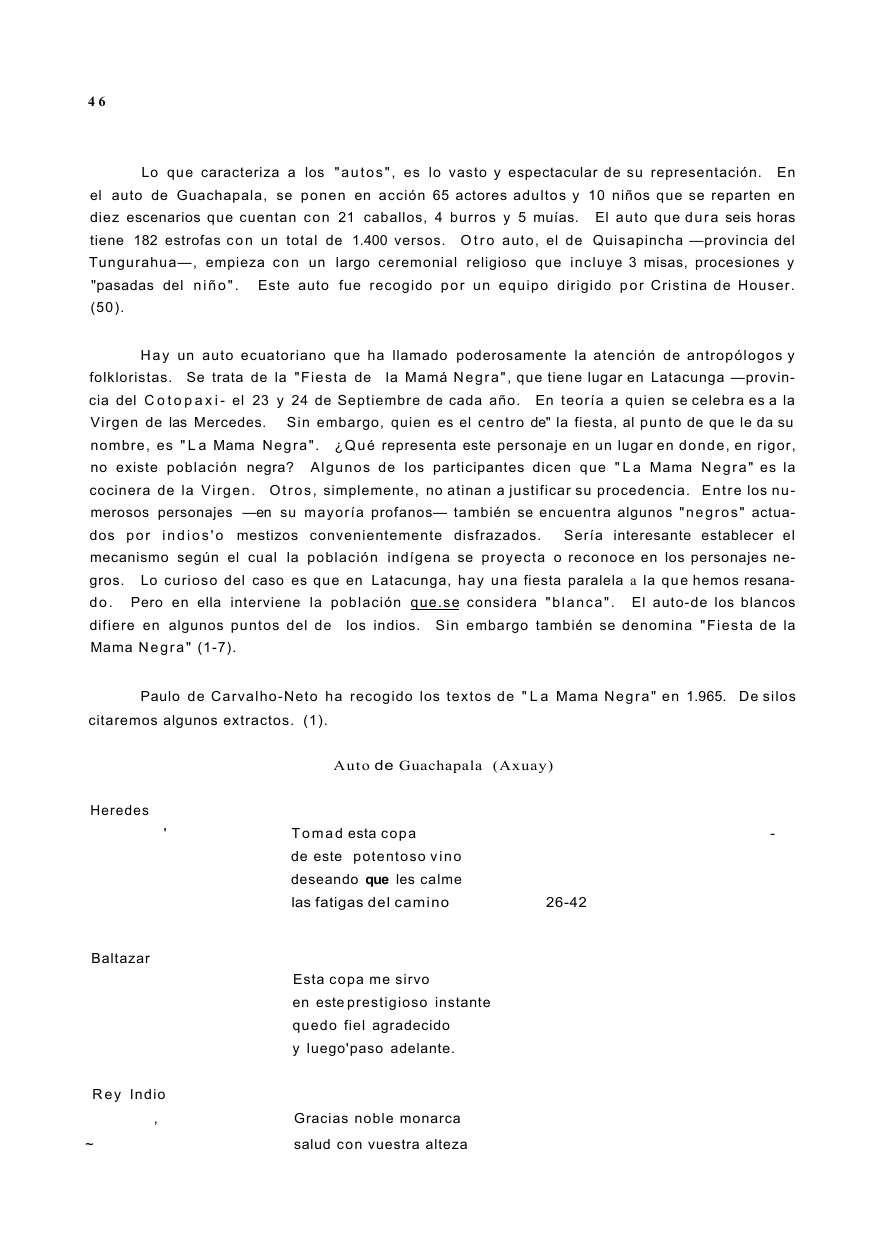 46
Lo que caracteriza a los "autos", es lo vasto y espectacular de su representación. En
el auto de Guachapala, se ponen en acción 65 actores adultos y 10 niños que se reparten en
diez escenarios que cuentan con 21 caballos, 4 burros y 5 muías. El auto que dura seis horas
tiene 182 estrofas con un total de 1.400 versos. Otro auto, el de Quisapincha —provincia del
Tungurahua—, empieza con un largo ceremonial religioso que incluye 3 misas, procesiones y
"pasadas del niño". Este auto fue recogido por un equipo dirigido por Cristina de Houser.
(50).
Hay un auto ecuatoriano que ha llamado poderosamente la atención de antropólogos y
folkloristas. Se trata de la "Fiesta de la Mamá Negra", que tiene lugar en Latacunga —provin-
cia del Cotopaxi- el 23 y 24 de Septiembre de cada año. En teoría a quien se celebra es a la
Virgen de las Mercedes. Sin embargo, quien es el centro de" la fiesta, al punto de que le da su
nombre, es "La Mama Negra". ¿Qué representa este personaje en un lugar en donde, en rigor,
no existe población negra? Algunos de los participantes dicen que "La Mama Negra" es la
cocinera de la Virgen. Otros, simplemente, no atinan a justificar su procedencia. Entre los nu-
merosos personajes —en su mayoría profanos— también se encuentra algunos "negros" actua-
dos por indios'o mestizos convenientemente disfrazados. Sería interesante establecer el
mecanismo según el cual la población indígena se proyecta o reconoce en los personajes ne-
gros. Lo curioso del caso es que en Latacunga, hay una fiesta paralela a la que hemos resana-
do. Pero en ella interviene la población que.se considera "blanca". El auto-de los blancos
difiere en algunos puntos del de los indios. Sin embargo también se denomina "Fiesta de la
Mama Negra" (1-7).
Paulo de Carvalho-Neto ha recogido los textos de "La Mama Negra" en 1.965. De silos
citaremos algunos extractos. (1).
Auto de Guachapala (Axuay)
Heredes
' Tomad esta copa -
de este potentoso vino
deseando que les calme
las fatigas del camino 26-42
Baltazar
Esta copa me sirvo
en este prestigioso instante
quedo fiel agradecido
y luego'paso adelante.
Rey Indio
, Gracias noble monarca
~ salud con vuestra alteza